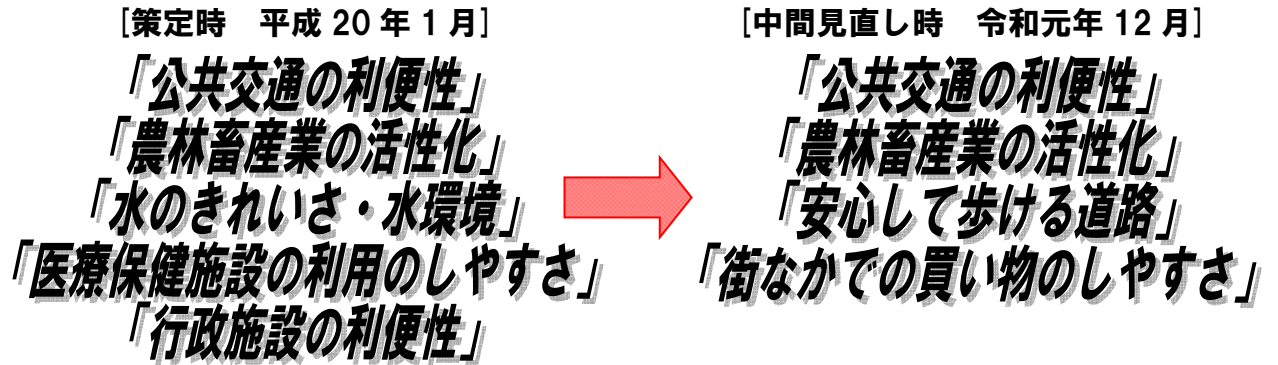 [策定時　平成 20 年 1 月]
「公共交通の利便性」
「農林畜産業の活性化」
「水のきれいさ・水環境」
「医療保健施設の利用のしやすさ」
「行政施設の利便性」
[中間見直し時　令和元年 12 月]
「公共交通の利便性」
「農林畜産業の活性化」
「安心して歩ける道路」
「街なかでの買い物のしやすさ」